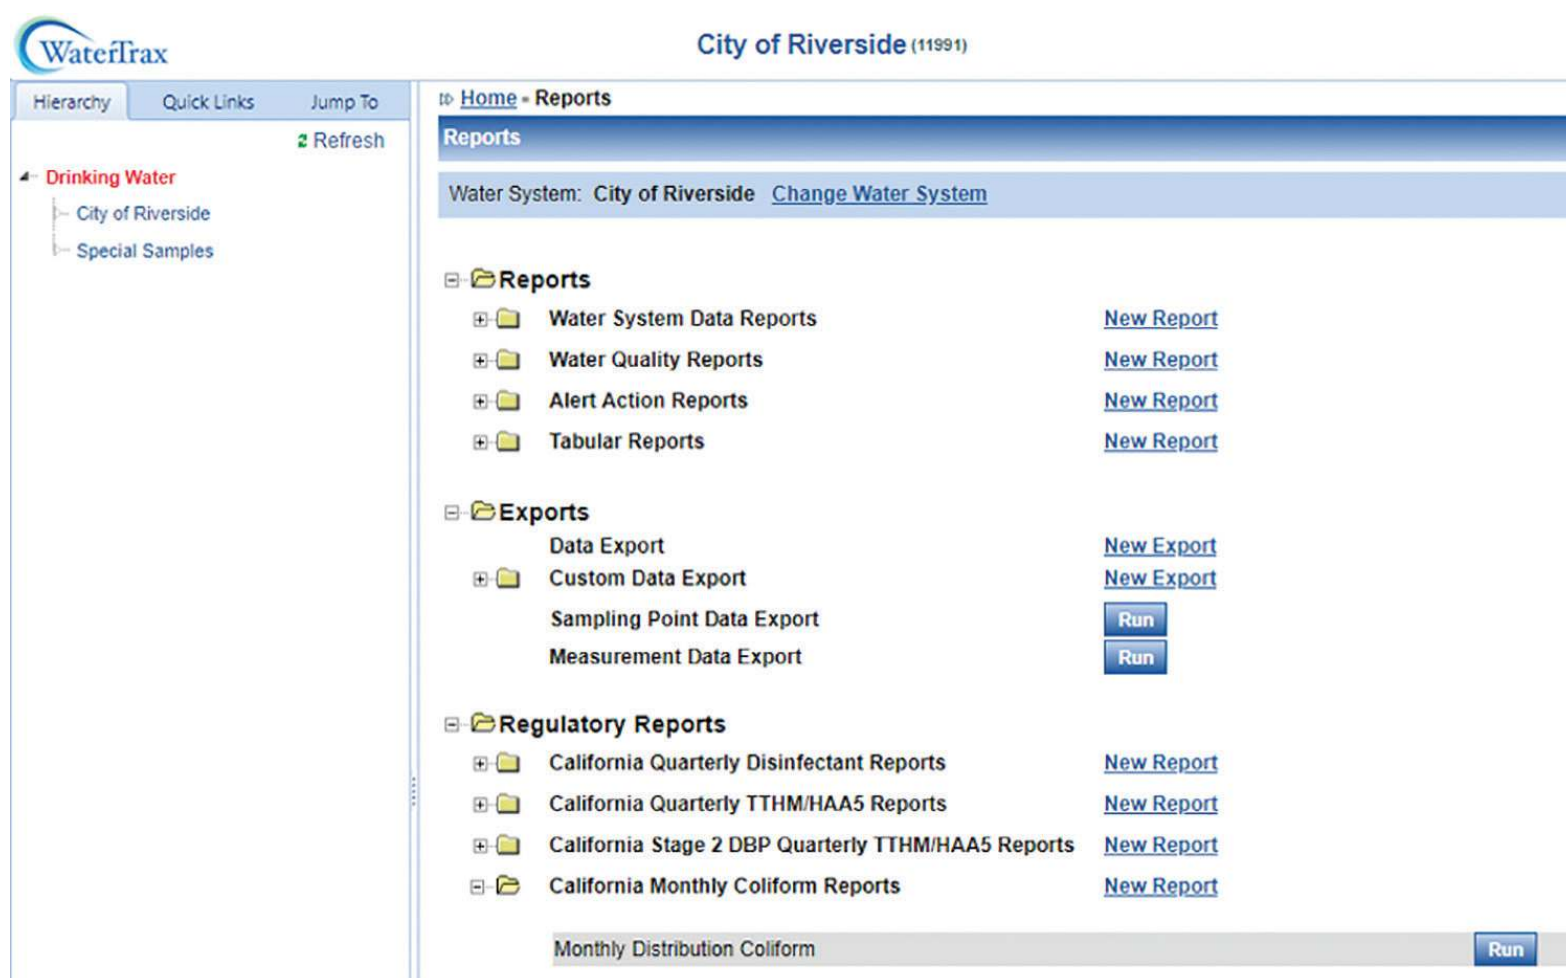 WaterTrax
City of Riverside (11991)
Hierarchy Quick Links Jump To
Refresh
Drinking Water
City of Riverside
Special Samples
Home - Reports
Reports
Water System: City of Riverside Change Water System
Reports
Water System Data Reports New Report
Water Quality Reports New Report
Alert Action Reports New Report
Tabular Reports New Report
Exports
Data Export New Export
Custom Data Export New Export
Sampling Point Data Export Run
Measurement Data Export Run
Regulatory Reports
California Quarterly Disinfectant Reports New Report
California Quarterly TTHM/HAA5 Reports New Report
California Stage 2 DBP Quarterly TTHM/HAA5 Reports New Report
California Monthly Coliform Reports New Report
Monthly Distribution Coliform Run